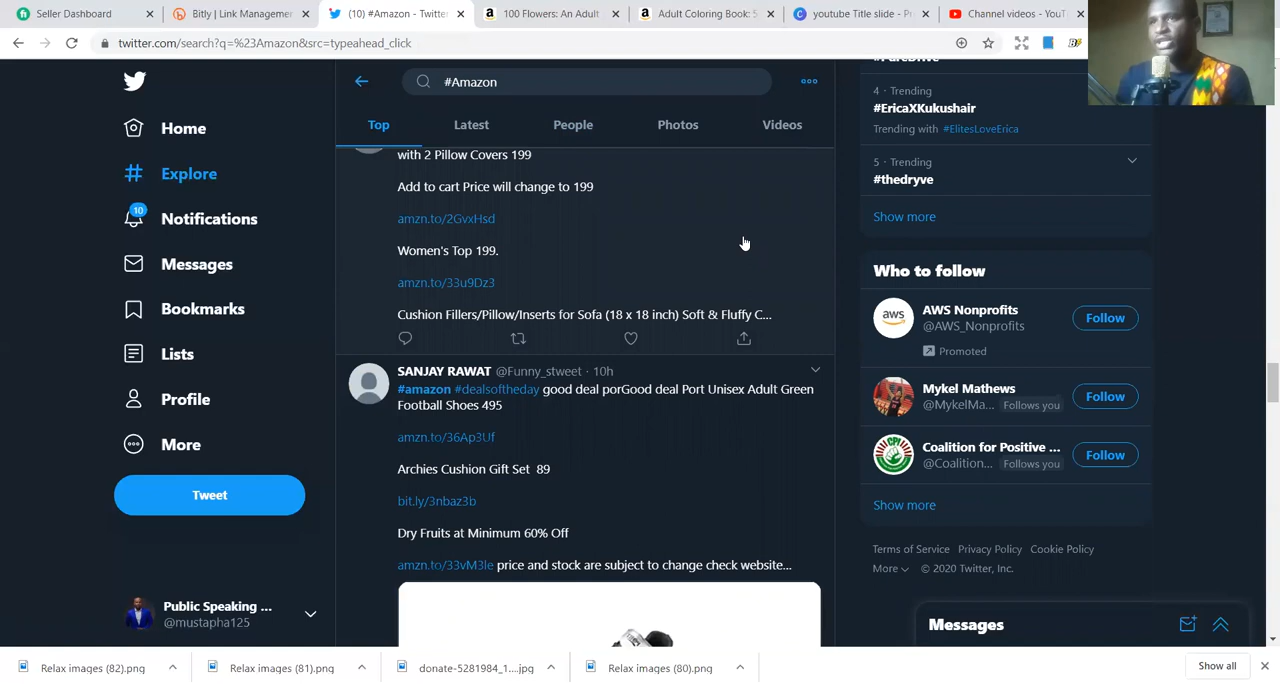 Seller Dashboard
Bitly | Link Managemer
(10) #Amazon - Twitte
100 Flowers: An Adult
Adult Coloring Book: 5
youtube Title slide - P
Channel videos - YouT
twitter.com/search?q=%23Amazon&src=typeahead_click
Home
Explore
10
Notifications
Messages
Bookmarks
Lists
Profile
More
Tweet
Public Speaking ...
@mustapha125
#Amazon
Top
Latest
People
Photos
Videos
with 2 Pillow Covers 199
Add to cart Price will change to 199
amzn.to/2GvxHsd
Women's Top 199.
amzn.to/33u9Dz3
Cushion Fillers/Pillow/Inserts for Sofa (18 x 18 inch) Soft & Fluffy C...
SANJAY RAWAT @Funny_stweet · 10h
#amazon #dealsoftheday good deal porGood deal Port Unisex Adult Green
Football Shoes 495
amzn.to/36Ap3Uf
Archies Cushion Gift Set 89
bit.ly/3nbaz3b
Dry Fruits at Minimum 60% Off
amzn.to/33vM3le price and stock are subject to change check website...
4 · Trending
#EricaXKukushair
Trending with #ElitesLoveErica
5 · Trending
#thedryve
Show more
Who to follow
aws
AWS Nonprofits
@AWS_Nonprofits
Follow
Promoted
Mykel Mathews
@MykelMa... Follows you
Follow
CPI
Coalition for Positive ...
@Coalition... Follows you
Follow
Show more
Terms of Service Privacy Policy Cookie Policy
More © 2020 Twitter, Inc.
Messages
Relax images (82).png
Relax images (81).png
donate-5281984_1....jpg
Relax images (80).png
Show all